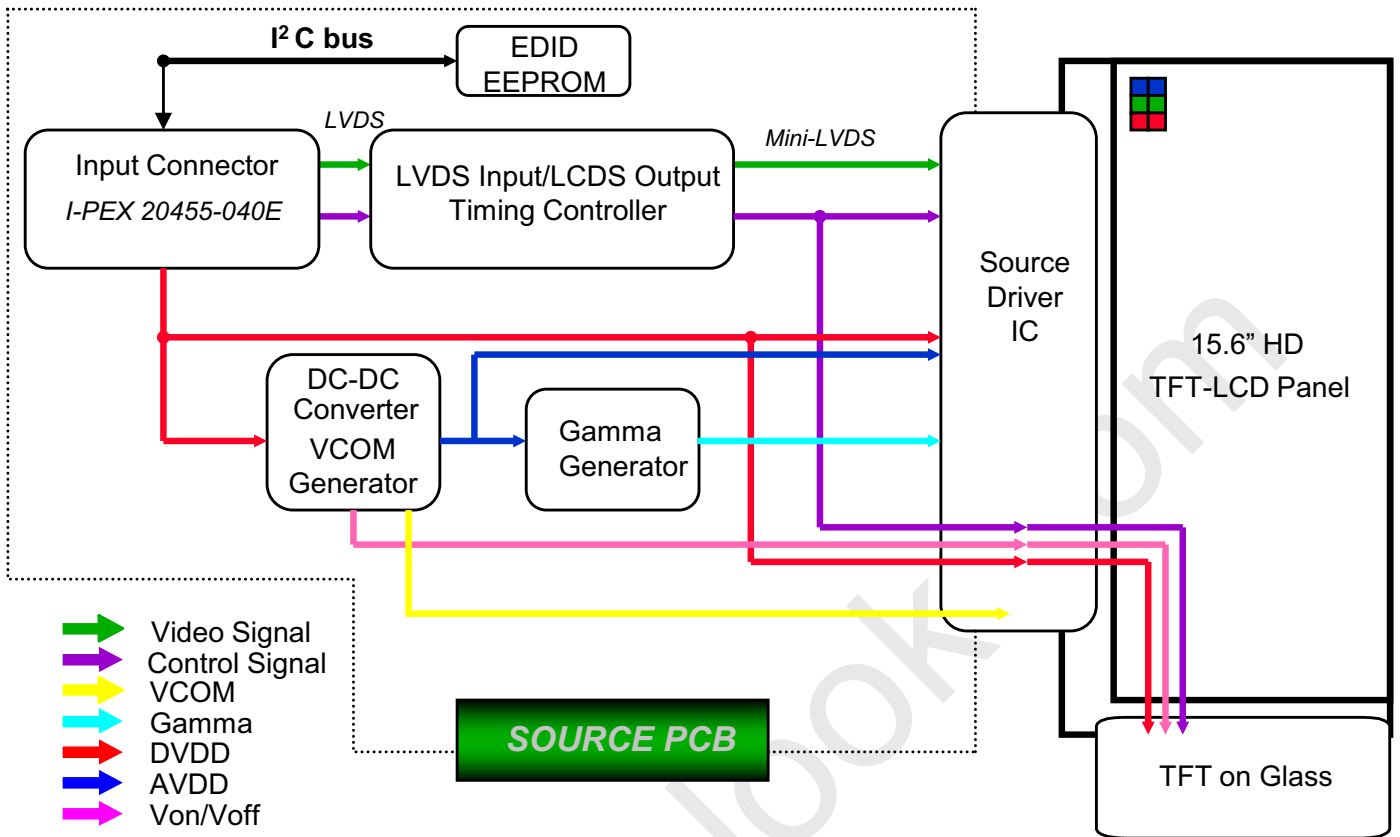 I² C bus
EDID
EEPROM
LVDS
Mini-LVDS
Input Connector
I-PEX 20455-040E
LVDS Input/LCDS Output
Timing Controller
Source
Driver
IC
15.6” HD
TFT-LCD Panel
DC-DC
Converter
VCOM
Generator
Gamma
Generator
Video Signal
Control Signal
VCOM
Gamma
DVDD
AVDD
Von/Voff
SOURCE PCB
TFT on Glass
look
om